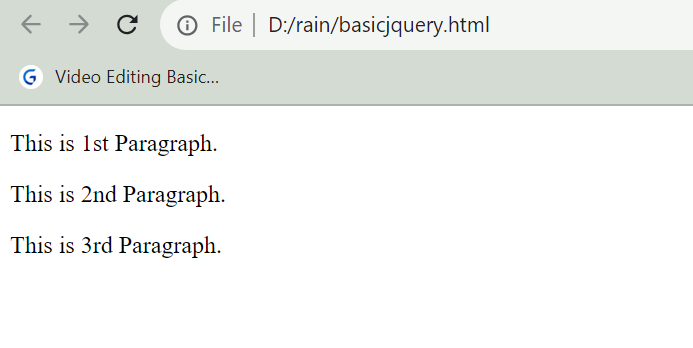 File | D:/rain/basicjquery.html
Video Editing Basic...
This is 1st Paragraph.
This is 2nd Paragraph.
This is 3rd Paragraph.